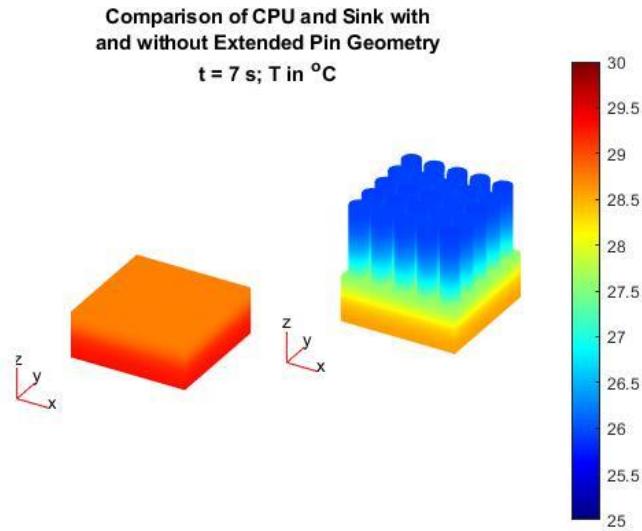 Comparison of CPU and Sink with
and without Extended Pin Geometry
t = 7 s; T in °C
30
29.5
29
28.5
28
27.5
27
26.5
26
25.5
25
z
y
x
z
y
x